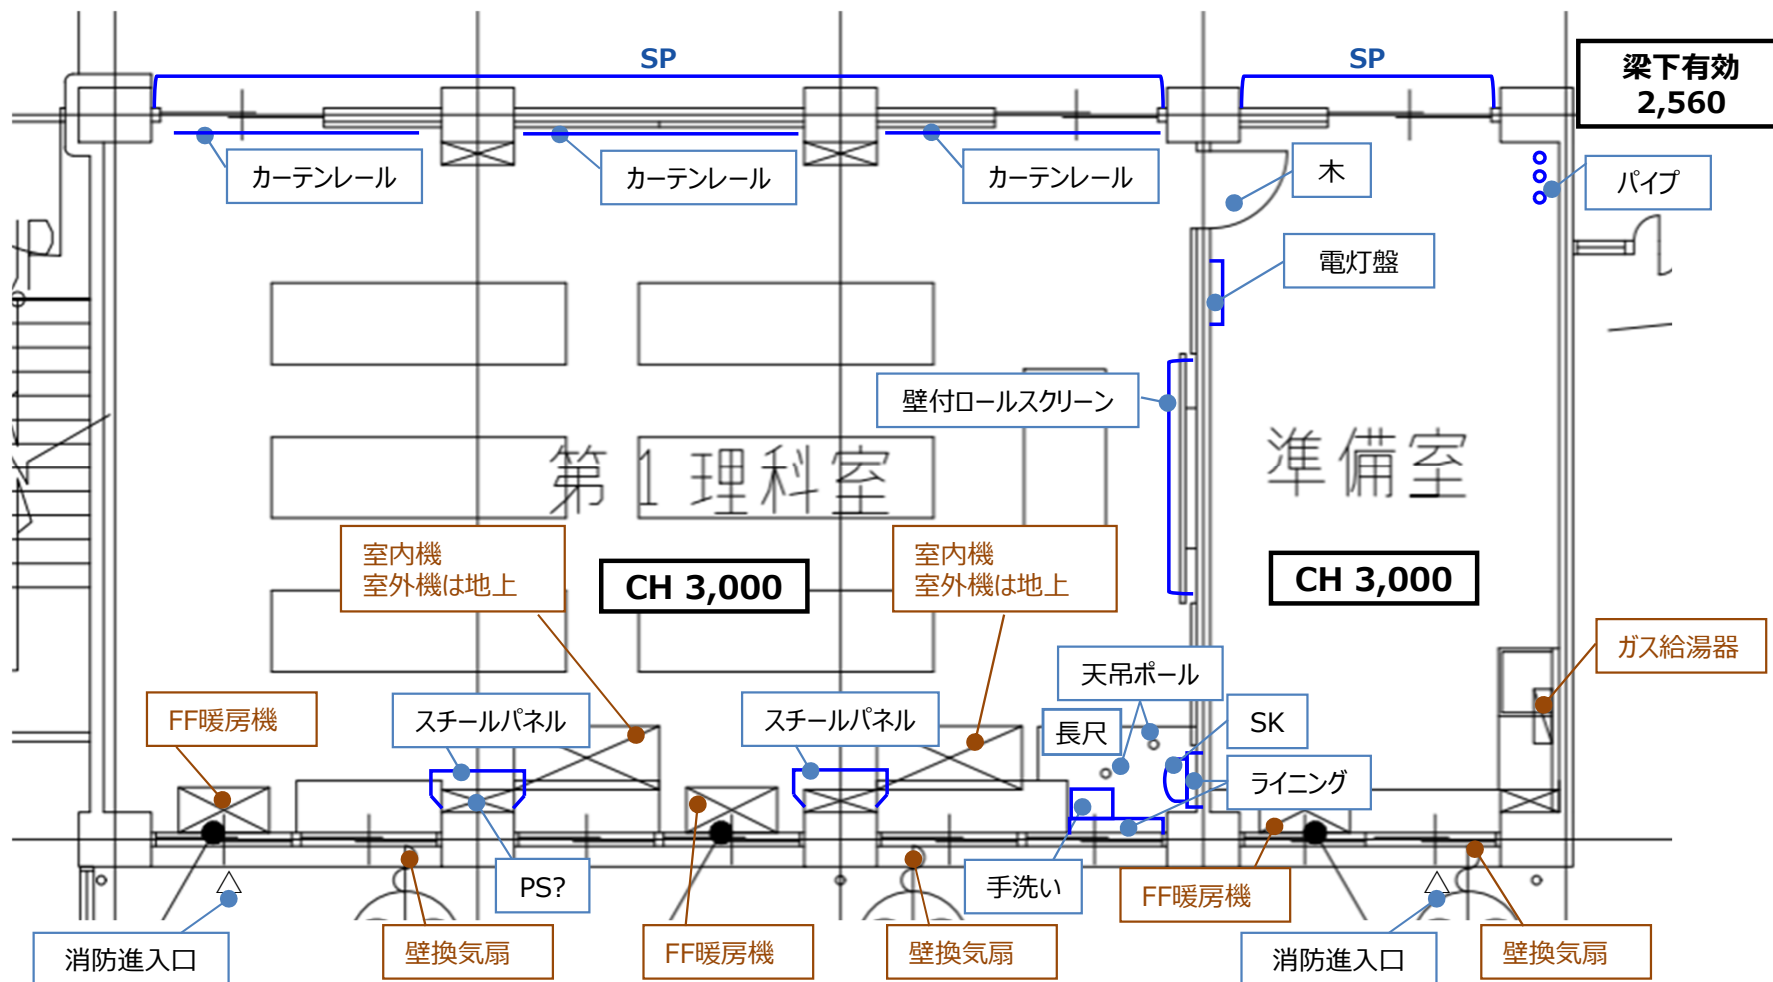 SP
SP
梁下有効
2,560
カーテンレール
カーテンレール
カーテンレール
木
パイプ
電灯盤
壁付ロールスクリーン
第1理科室
準備室
室内機
室外機は地上
CH 3,000
室内機
室外機は地上
CH 3,000
ガス給湯器
天吊ポール
FF暖房機
スチールパネル
スチールパネル
長尺
SK
ライニング
PS?
手洗い
FF暖房機
消防進入口
壁換気扇
FF暖房機
壁換気扇
消防進入口
壁換気扇